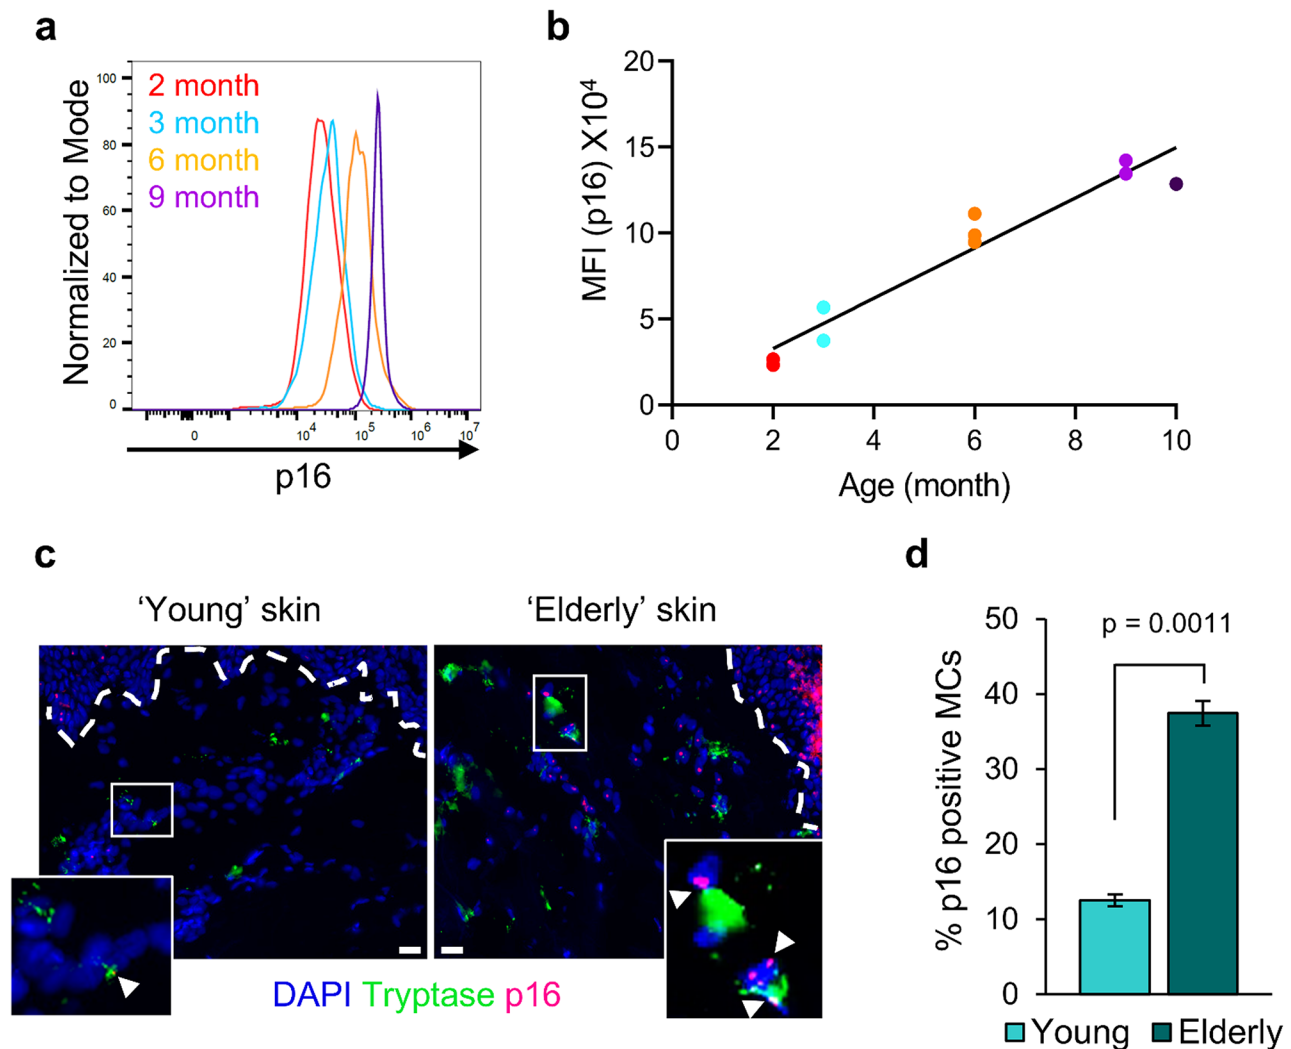 a
2 month
3 month
6 month
9 month
Normalized to Mode
100
80
60
40
20
0
0 10⁴ 10⁵ 10⁶ 10⁷
p16
b
MFI (p16) X10⁴
20
15
10
5
0
0 2 4 6 8 10
Age (month)
c
‘Young’ skin ‘Elderly’ skin
DAPI Tryptase p16
d
p = 0.0011
% p16 positive MCs
50
40
30
20
10
0
Young Elderly